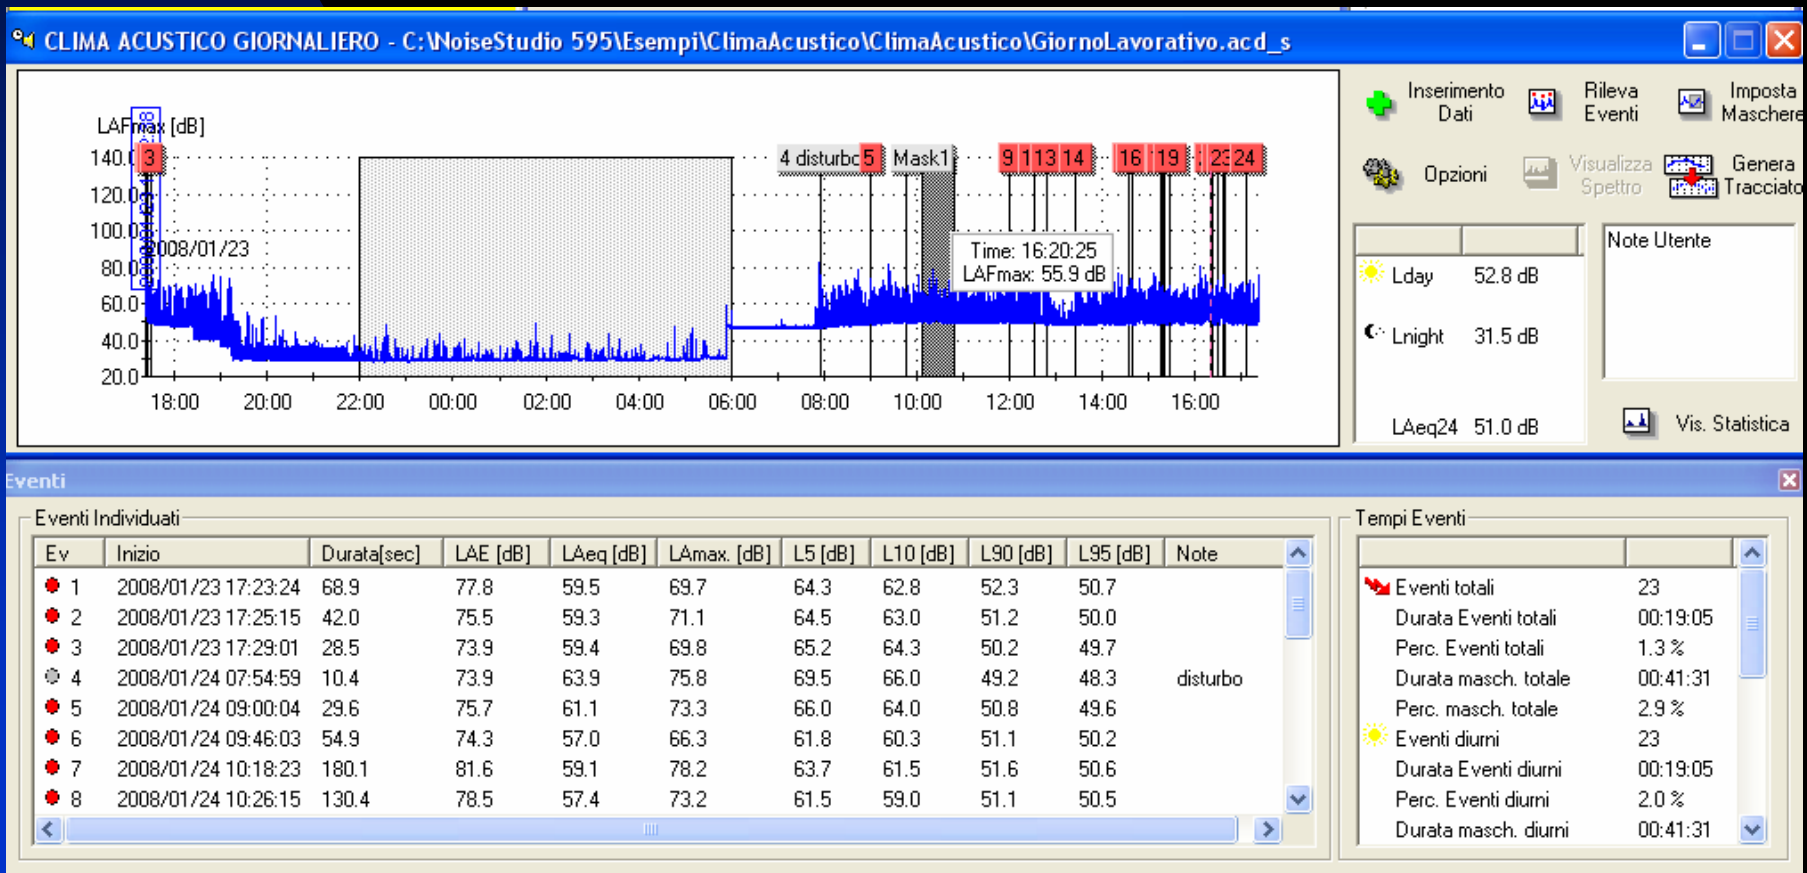 CLIMA ACUSTICO GIORNALIERO - C:\NoiseStudio 595\Esempi\ClimaAcustico\ClimaAcustico\GiornoLavorativo.acd_s
LAFmax [dB]
140.0
120.0
100.0
80.0
60.0
40.0
20.0
3
2008/01/23
4 disturbo
5
Mask1
9
13
14
16
19
23
24
Time: 16:20:25
LAFmax: 55.9 dB
18:00 20:00 22:00 00:00 02:00 04:00 06:00 08:00 10:00 12:00 14:00 16:00
Inserimento Dati
Rileva Eventi
Imposta Maschere
Opzioni
Visualizza Spettro
Genera Tracciato
Lday 52.8 dB
Lnight 31.5 dB
LAeq24 51.0 dB
Note Utente
Vis. Statistica
Eventi
Eventi Individuati
Ev Inizio Durata[sec] LAE [dB] LAeq [dB] LAmax. [dB] L5 [dB] L10 [dB] L90 [dB] L95 [dB] Note
1 2008/01/23 17:23:24 68.9 77.8 59.5 69.7 64.3 62.8 52.3 50.7
2 2008/01/23 17:25:15 42.0 75.5 59.3 71.1 64.5 63.0 51.2 50.0
3 2008/01/23 17:29:01 28.5 73.9 59.4 69.8 65.2 64.3 50.2 49.7
4 2008/01/24 07:54:59 10.4 73.9 63.9 75.8 69.5 66.0 49.2 48.3 disturbo
5 2008/01/24 09:00:04 29.6 75.7 61.1 73.3 66.0 64.0 50.8 49.6
6 2008/01/24 09:46:03 54.9 74.3 57.0 66.3 61.8 60.3 51.1 50.2
7 2008/01/24 10:18:23 180.1 81.6 59.1 78.2 63.7 61.5 51.6 50.6
8 2008/01/24 10:26:15 130.4 78.5 57.4 73.2 61.5 59.0 51.1 50.5
Tempi Eventi
Eventi totali 23
Durata Eventi totali 00:19:05
Perc. Eventi totali 1.3 %
Durata masch. totale 00:41:31
Perc. masch. totale 2.9 %
Eventi diurni 23
Durata Eventi diurni 00:19:05
Perc. Eventi diurni 2.0 %
Durata masch. diurni 00:41:31